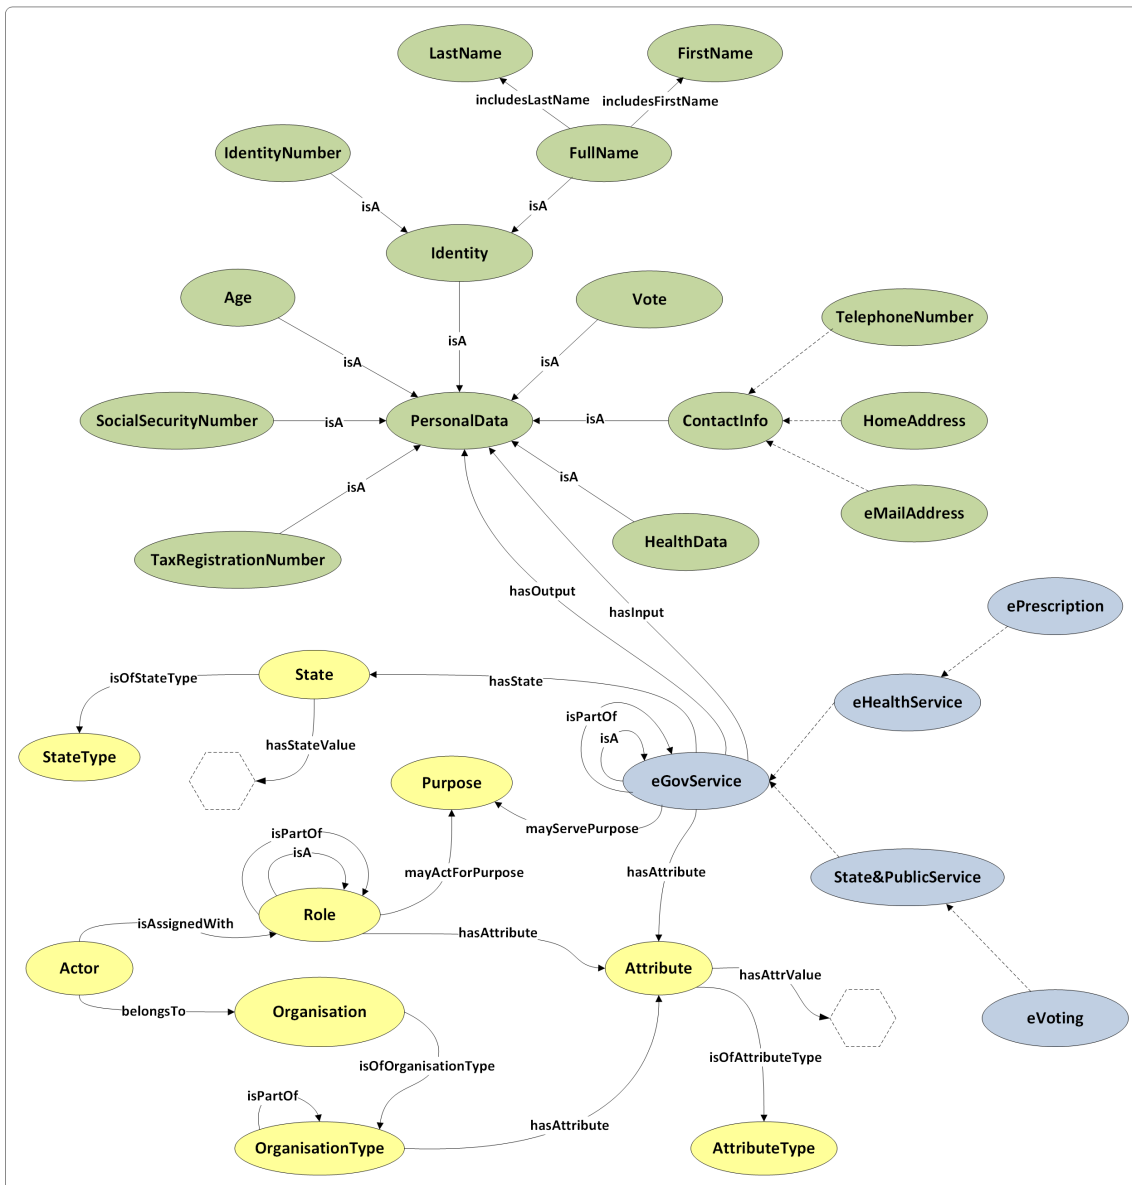 LastName
FirstName
includesLastName
includesFirstName
IdentityNumber
FullName
isA
isA
Identity
Age
Vote
TelephoneNumber
isA
isA
isA
SocialSecurityNumber
isA
PersonalData
isA
ContactInfo
HomeAddress
isA
isA
eMailAddress
TaxRegistrationNumber
HealthData
hasOutput
hasInput
ePrescription
State
isOfStateType
hasState
eHealthService
isPartOf
isA
hasStateValue
StateType
Purpose
eGovService
mayServePurpose
isPartOf
isA
mayActForPurpose
hasAttribute
State&PublicService
Role
isAssignedWith
hasAttribute
Actor
Attribute
hasAttrValue
belongsTo
Organisation
eVoting
isOfOrganisationType
isOfAttributeType
isPartOf
hasAttribute
OrganisationType
AttributeType